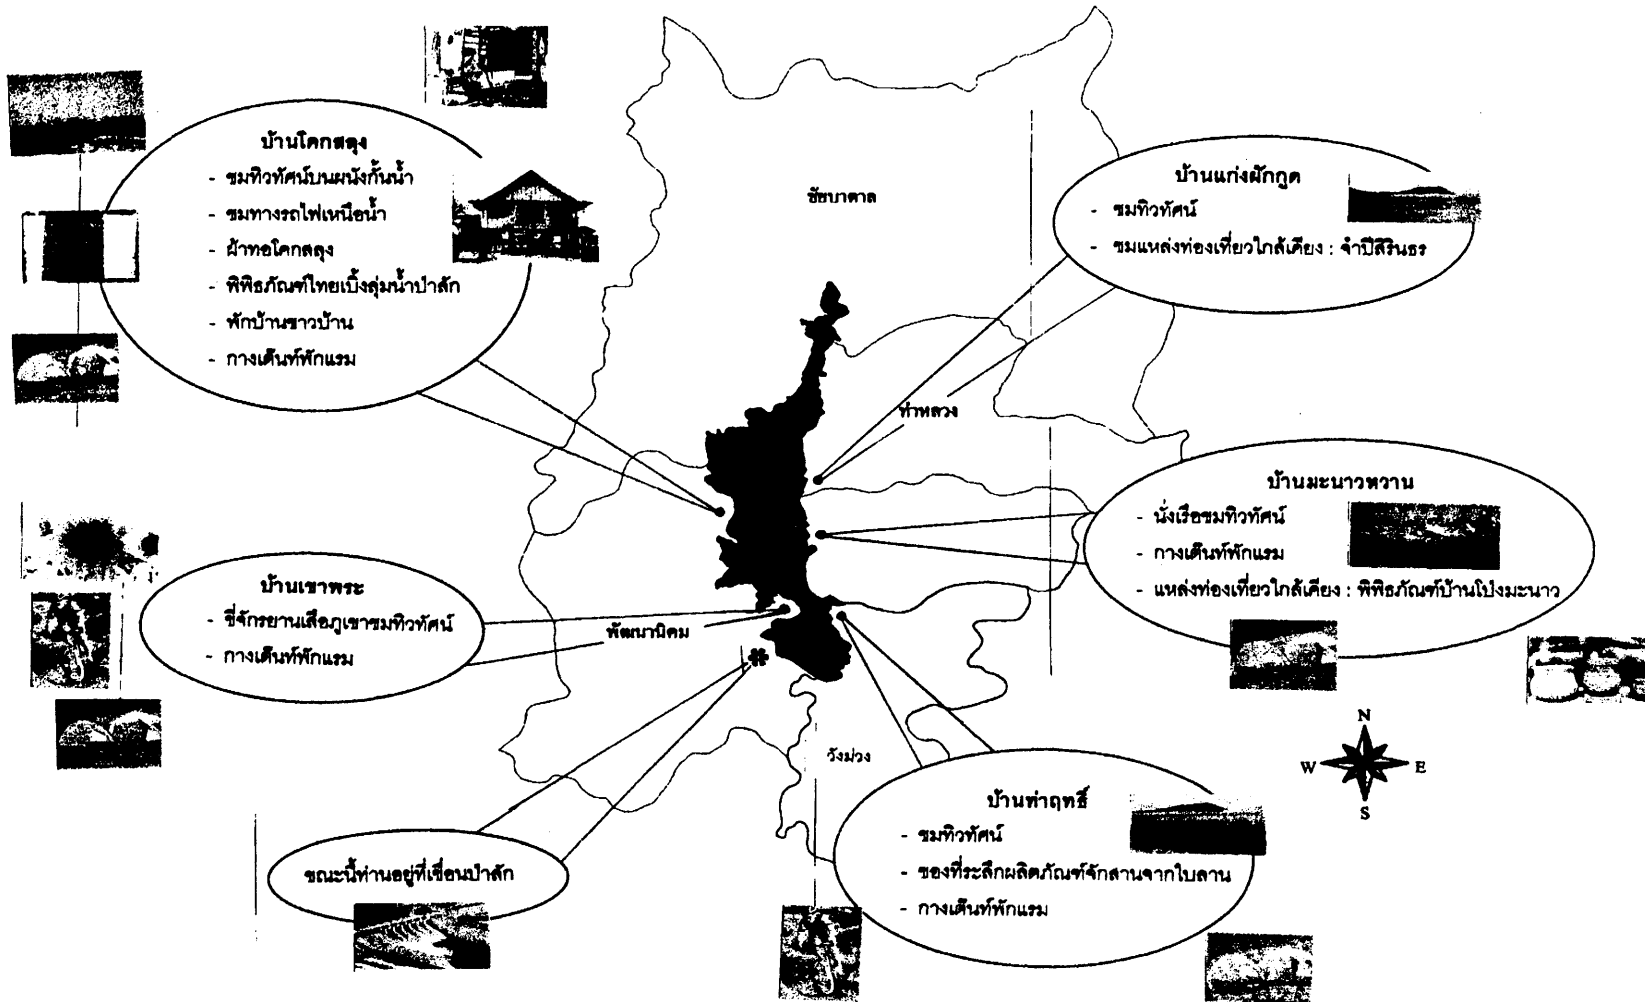 บ้านโคกสลุง
- ชมทิวทัศน์บนผนังกั้นน้ำ
- ชมทางรถไฟเหนือน้ำ
- ผ้าทอโคกสลุง
- พิพิธภัณฑ์ไทยเบิ้งลุ่มน้ำป่าสัก
- พักบ้านชาวบ้าน
- กางเต็นท์พักแรม
ชัยบาดาล
บ้านแก่งผักกูด
- ชมทิวทัศน์
- ชมแหล่งท่องเที่ยวใกล้เคียง : จำปีสิรินธร
ท่าหลวง
บ้านมะนาวหวาน
- นั่งเรือชมทิวทัศน์
- กางเต็นท์พักแรม
- แหล่งท่องเที่ยวใกล้เคียง : พิพิธภัณฑ์บ้านโป่งมะนาว
บ้านเขาพระ
- ขี่จักรยานเสือภูเขาชมทิวทัศน์
- กางเต็นท์พักแรม
พัฒนานิคม
วังม่วง
N
W
E
S
บ้านท่าฤทธิ์
- ชมทิวทัศน์
- ของที่ระลึกผลิตภัณฑ์จักสานจากใบลาน
- กางเต็นท์พักแรม
ขณะนี้ท่านอยู่ที่เขื่อนป่าสัก